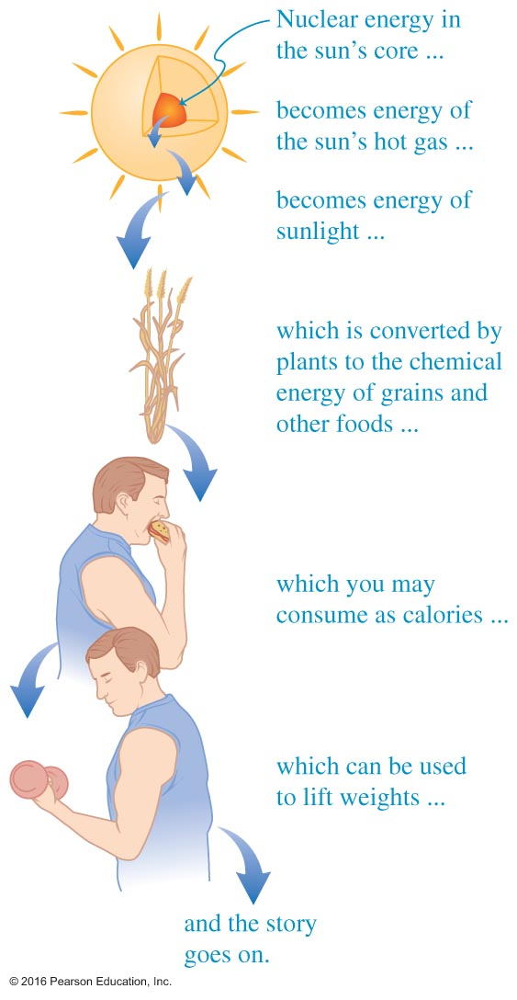 Nuclear energy in
the sun's core ...
becomes energy of
the sun's hot gas ...
becomes energy of
sunlight ...
which is converted by
plants to the chemical
energy of grains and
other foods ...
which you may
consume as calories ...
which can be used
to lift weights ...
and the story
goes on.
© 2016 Pearson Education, Inc.